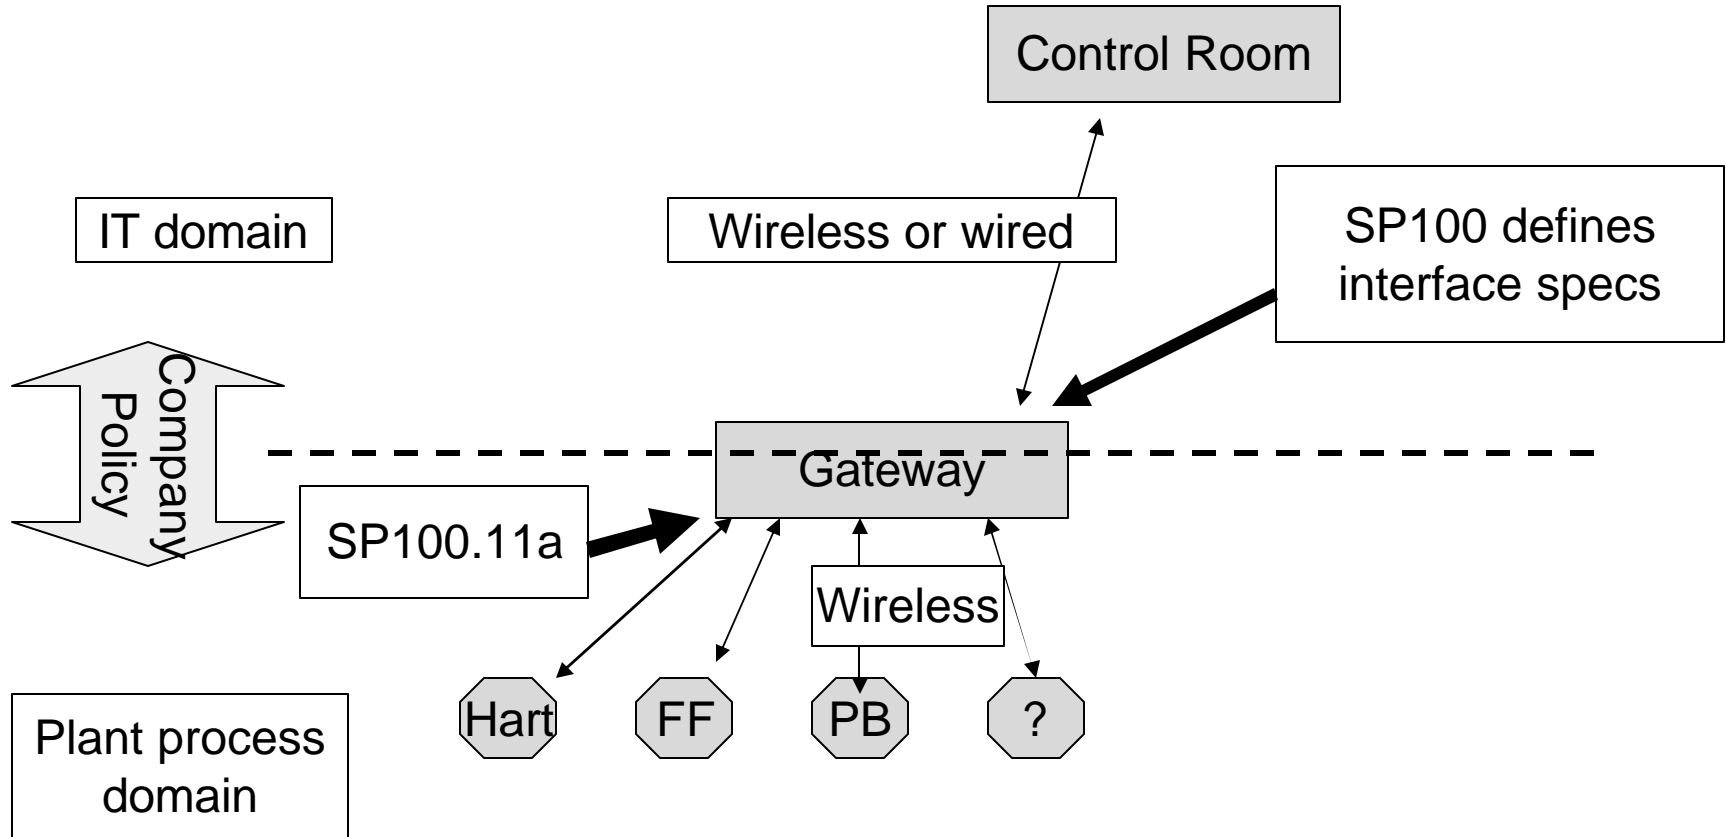 Control Room
IT domain
Wireless or wired
SP100 defines
interface specs
Company
Policy
Gateway
SP100.11a
Wireless
Hart
FF
PB
?
Plant process
domain